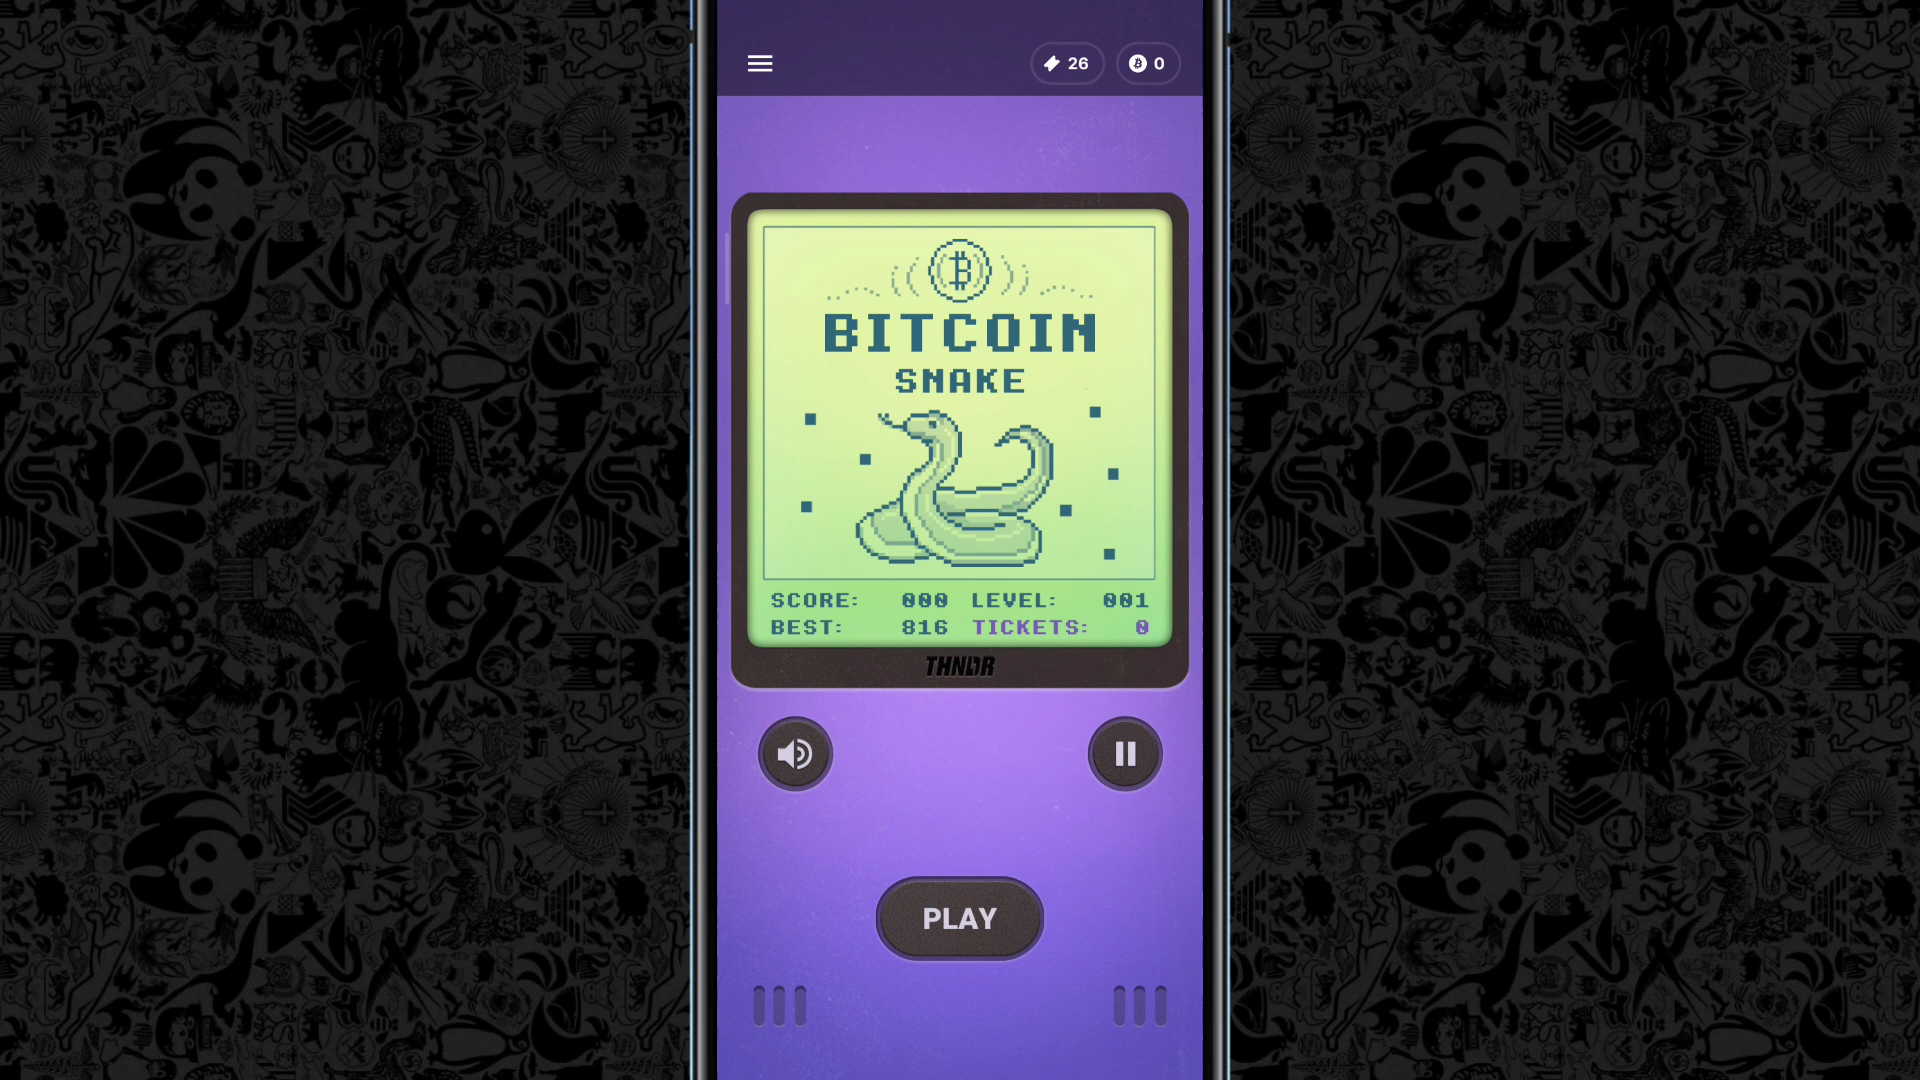 26 0
BITCOIN
SNAKE
SCORE: 000 LEVEL: 001
BEST: 816 TICKETS: 0
THNDR
PLAY